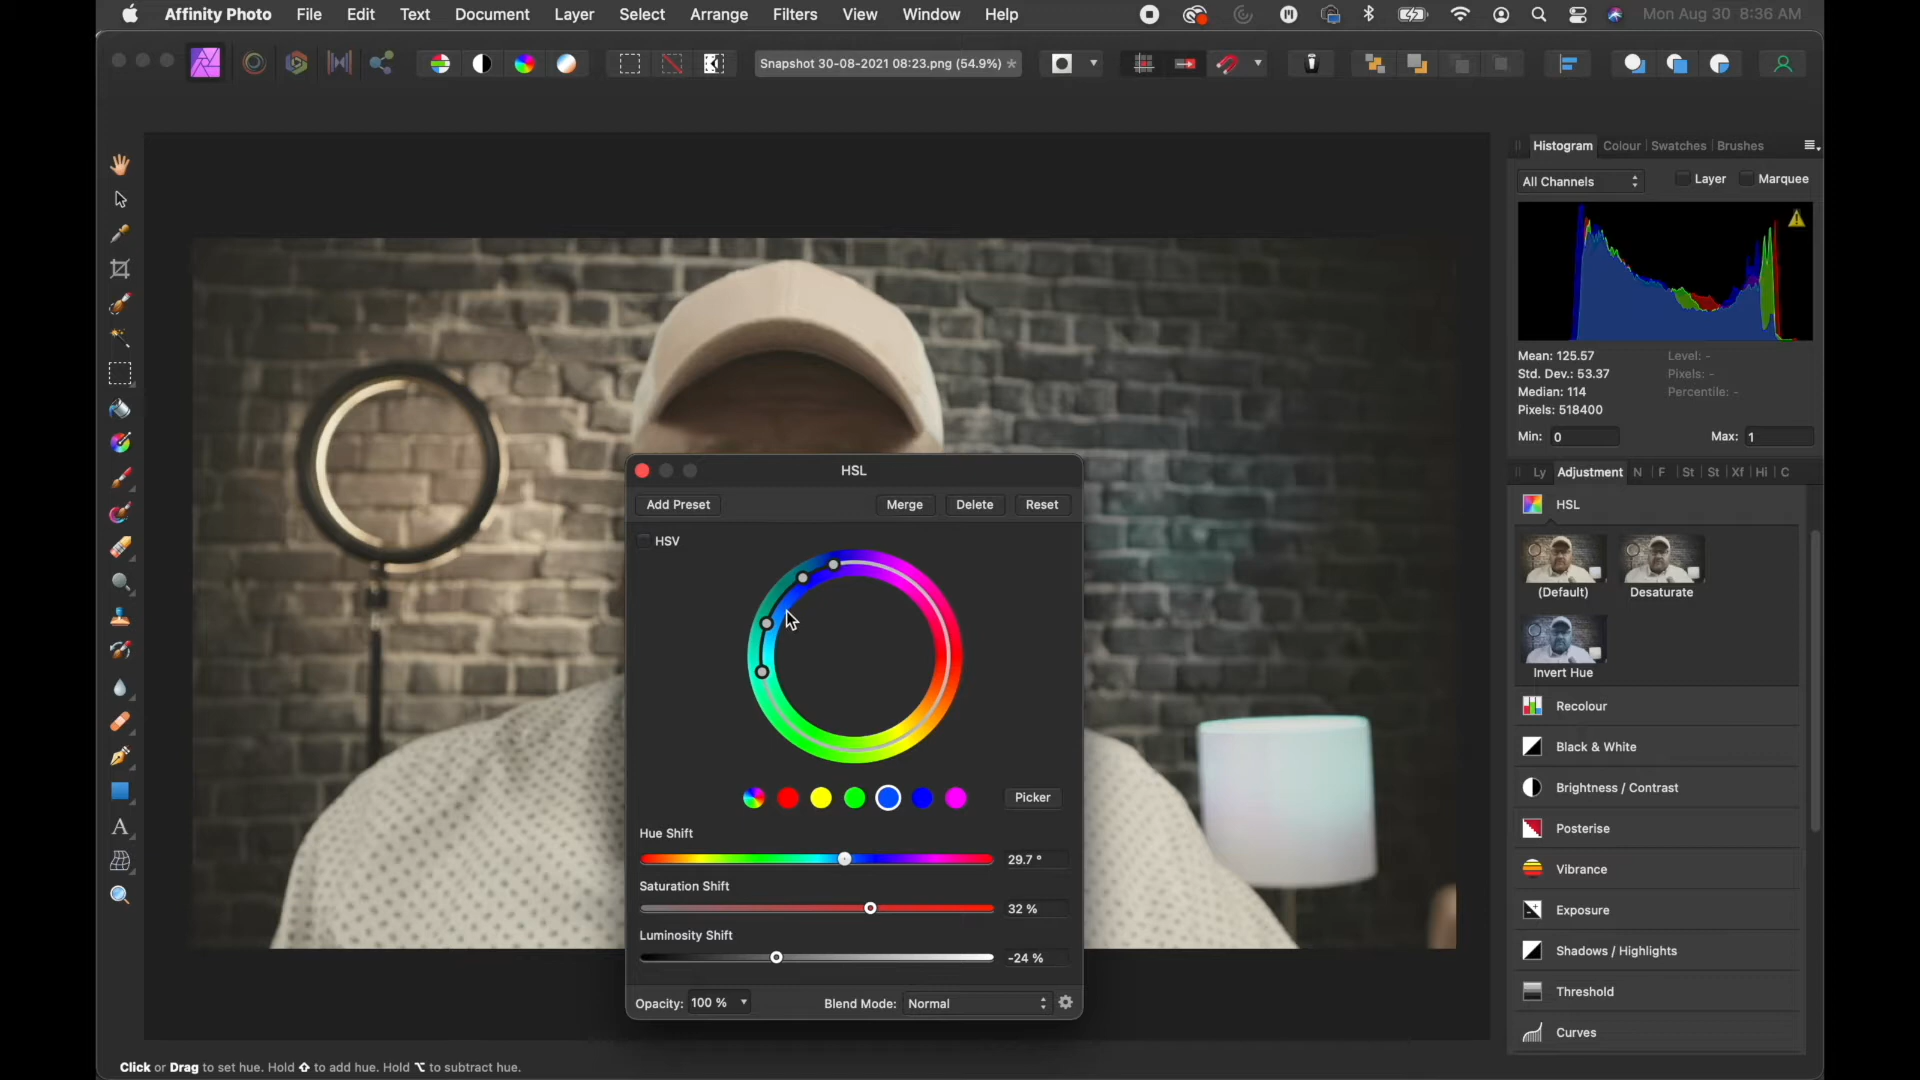 Affinity Photo File Edit Text Document Layer Select Arrange Filters View Window Help Mon Aug 30 8:36 AM
Snapshot 30-08-2021 08:23.png (54.9%) *
Histogram Colour Swatches Brushes
All Channels Layer Marquee
Mean: 125.57 Level: -
Std. Dev.: 53.37 Pixels: -
Median: 114 Percentile: -
Pixels: 518400
Min: 0 Max: 1
Ly Adjustment N F St St Xf Hi C
HSL
(Default) Desaturate
Invert Hue
Recolour
Black & White
Brightness / Contrast
Posterise
Vibrance
Exposure
Shadows / Highlights
Threshold
Curves
HSL
Add Preset Merge Delete Reset
HSV
Picker
Hue Shift
29.7 °
Saturation Shift
32 %
Luminosity Shift
-24 %
Opacity: 100 % Blend Mode: Normal
A
Click or Drag to set hue. Hold ⇧ to add hue. Hold ⌥ to subtract hue.